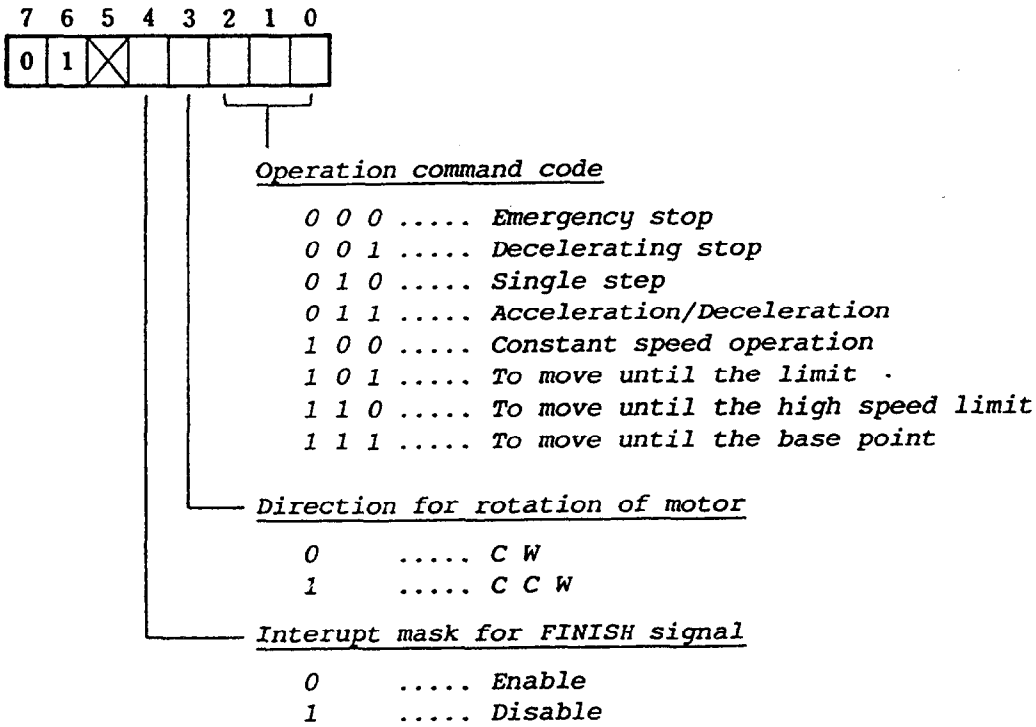 7 6 5 4 3 2 1 0
0 1
Operation command code
0 0 0 ..... Emergency stop
0 0 1 ..... Decelerating stop
0 1 0 ..... Single step
0 1 1 ..... Acceleration/Deceleration
1 0 0 ..... Constant speed operation
1 0 1 ..... To move until the limit
1 1 0 ..... To move until the high speed limit
1 1 1 ..... To move until the base point
Direction for rotation of motor
0 ..... C W
1 ..... C C W
Interupt mask for FINISH signal
0 ..... Enable
1 ..... Disable